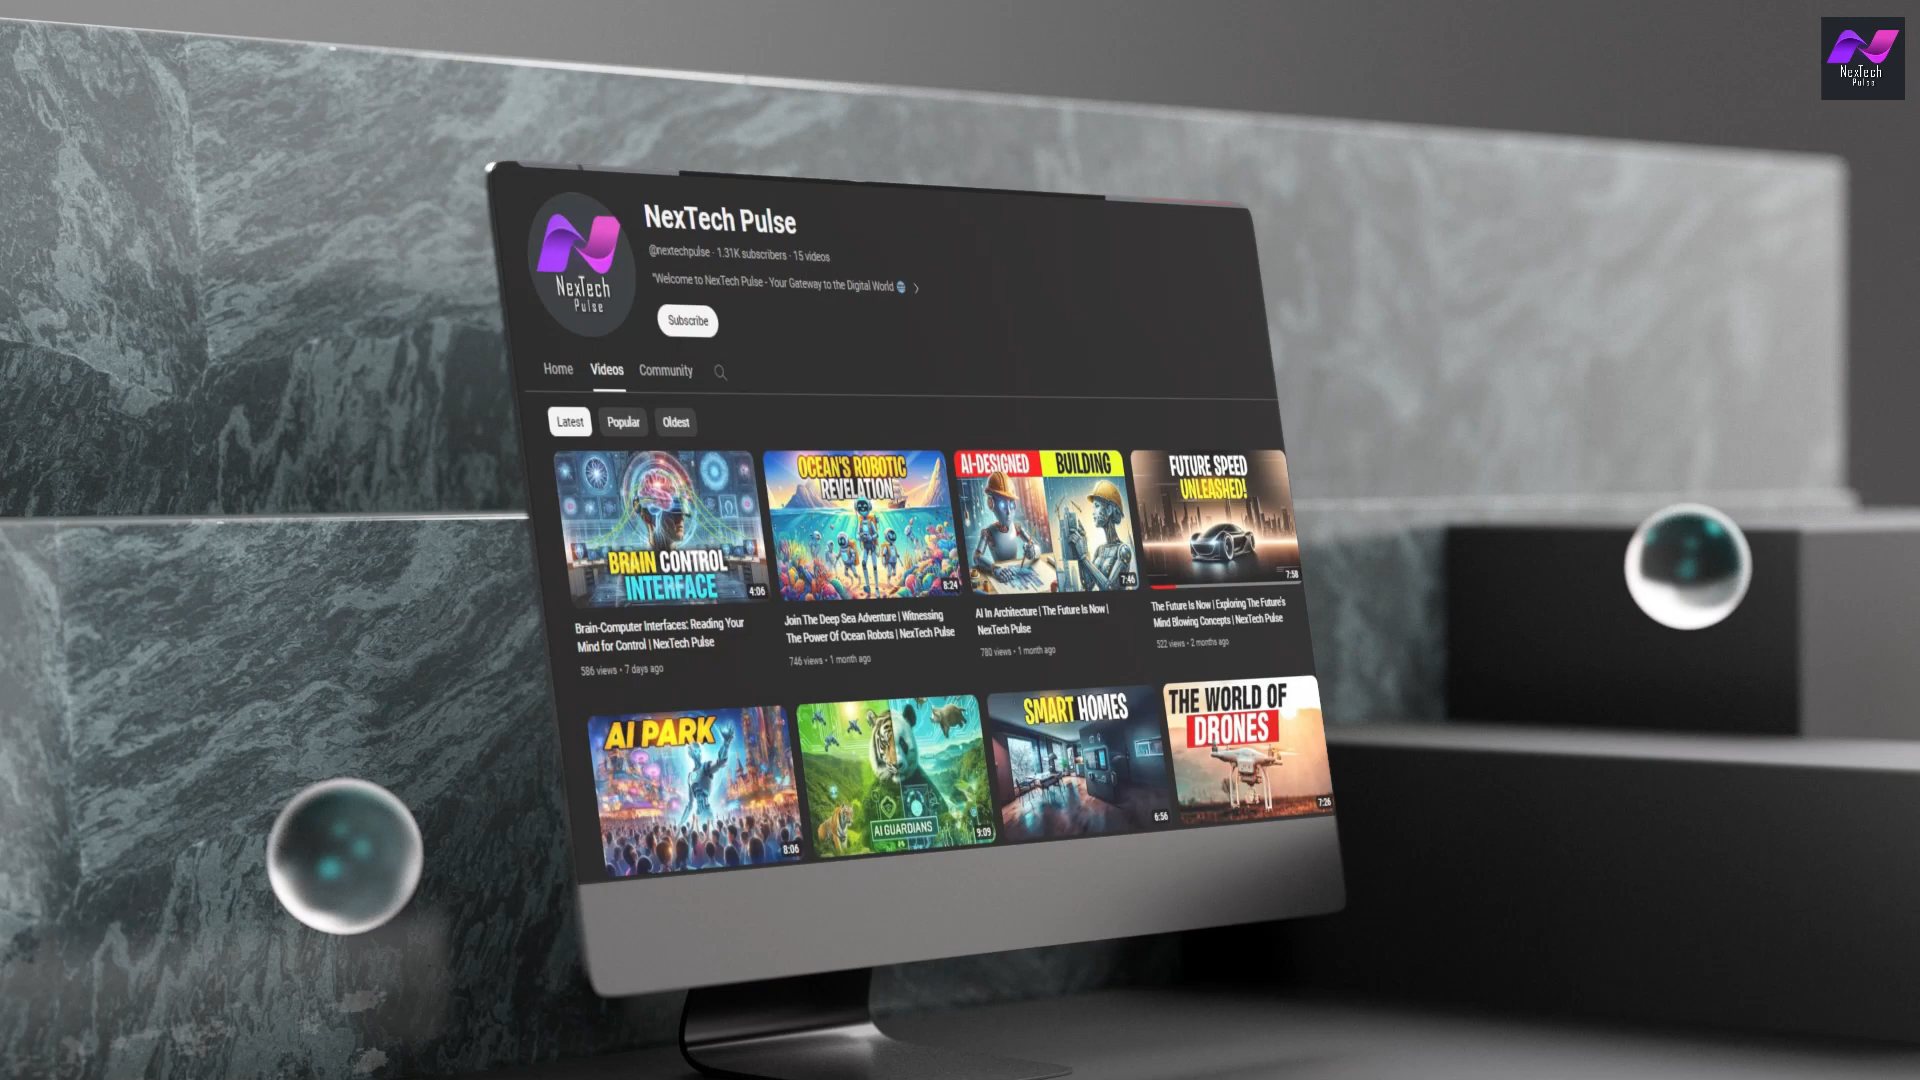 NexTech
Pulse
NexTech Pulse
@nextechpulse · 1.31K subscribers · 15 videos
"Welcome to NexTech Pulse - Your Gateway to the Digital World
NexTech
Pulse
Subscribe
Home Videos Community
Latest Popular Oldest
BRAIN CONTROL
INTERFACE
4:06
OCEAN'S ROBOTIC
REVELATION
8:24
AI-DESIGNED BUILDING
7:46
FUTURE SPEED
UNLEASHED!
7:58
Brain-Computer Interfaces: Reading Your
Mind for Control | NexTech Pulse
586 views • 7 days ago
Join The Deep Sea Adventure | Witnessing
The Power Of Ocean Robots | NexTech Pulse
746 views • 1 month ago
AI In Architecture | The Future Is Now |
NexTech Pulse
780 views • 1 month ago
The Future Is Now | Exploring The Future's
Mind Blowing Concepts | NexTech Pulse
522 views • 2 months ago
AI PARK
8:06
AI GUARDIANS
9:09
SMART HOMES
6:56
THE WORLD OF
DRONES
7:26